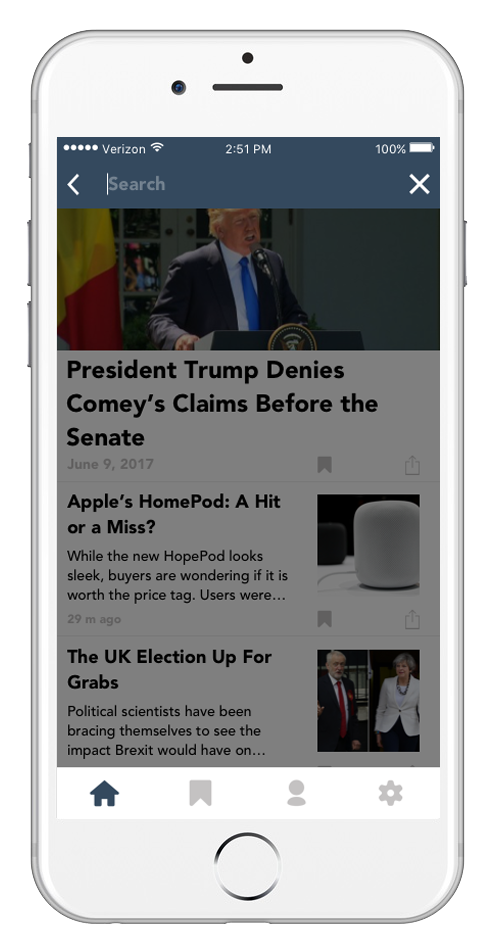 Verizon 2:51 PM 100%
Search
President Trump Denies
Comey’s Claims Before the
Senate
June 9, 2017
Apple’s HomePod: A Hit
or a Miss?
While the new HopePod looks
sleek, buyers are wondering if it is
worth the price tag. Users were...
29 m ago
The UK Election Up For
Grabs
Political scientists have been
bracing themselves to see the
impact Brexit would have on...